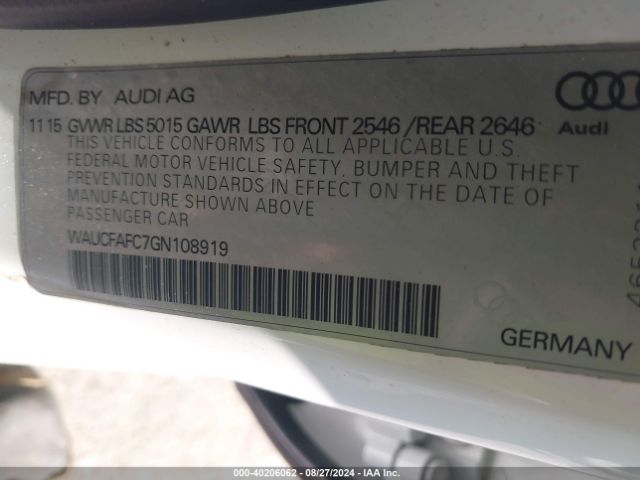 MFD. BY AUDI AG
11 15 GVWR LBS 5015 GAWR LBS FRONT 2546 /REAR 2646
Audi
THIS VEHICLE CONFORMS TO ALL APPLICABLE U.S.
FEDERAL MOTOR VEHICLE SAFETY, BUMPER AND THEFT
PREVENTION STANDARDS IN EFFECT ON THE DATE OF
MANUFACTURE SHOWN ABOVE
PASSENGER CAR
WAUCFAFC7GN108919
GERMANY
000-40206062 - 08/27/2024 - IAA Inc.